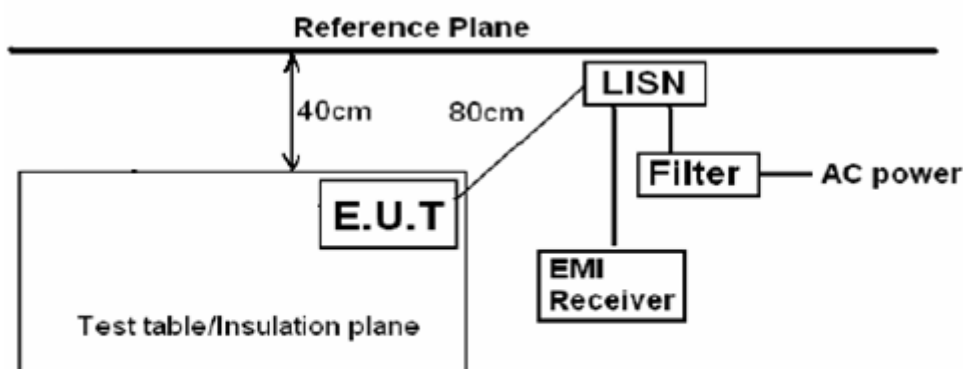 Reference Plane
LISN
40cm
80cm
Filter
AC power
E.U.T
EMI
Receiver
Test table/Insulation plane